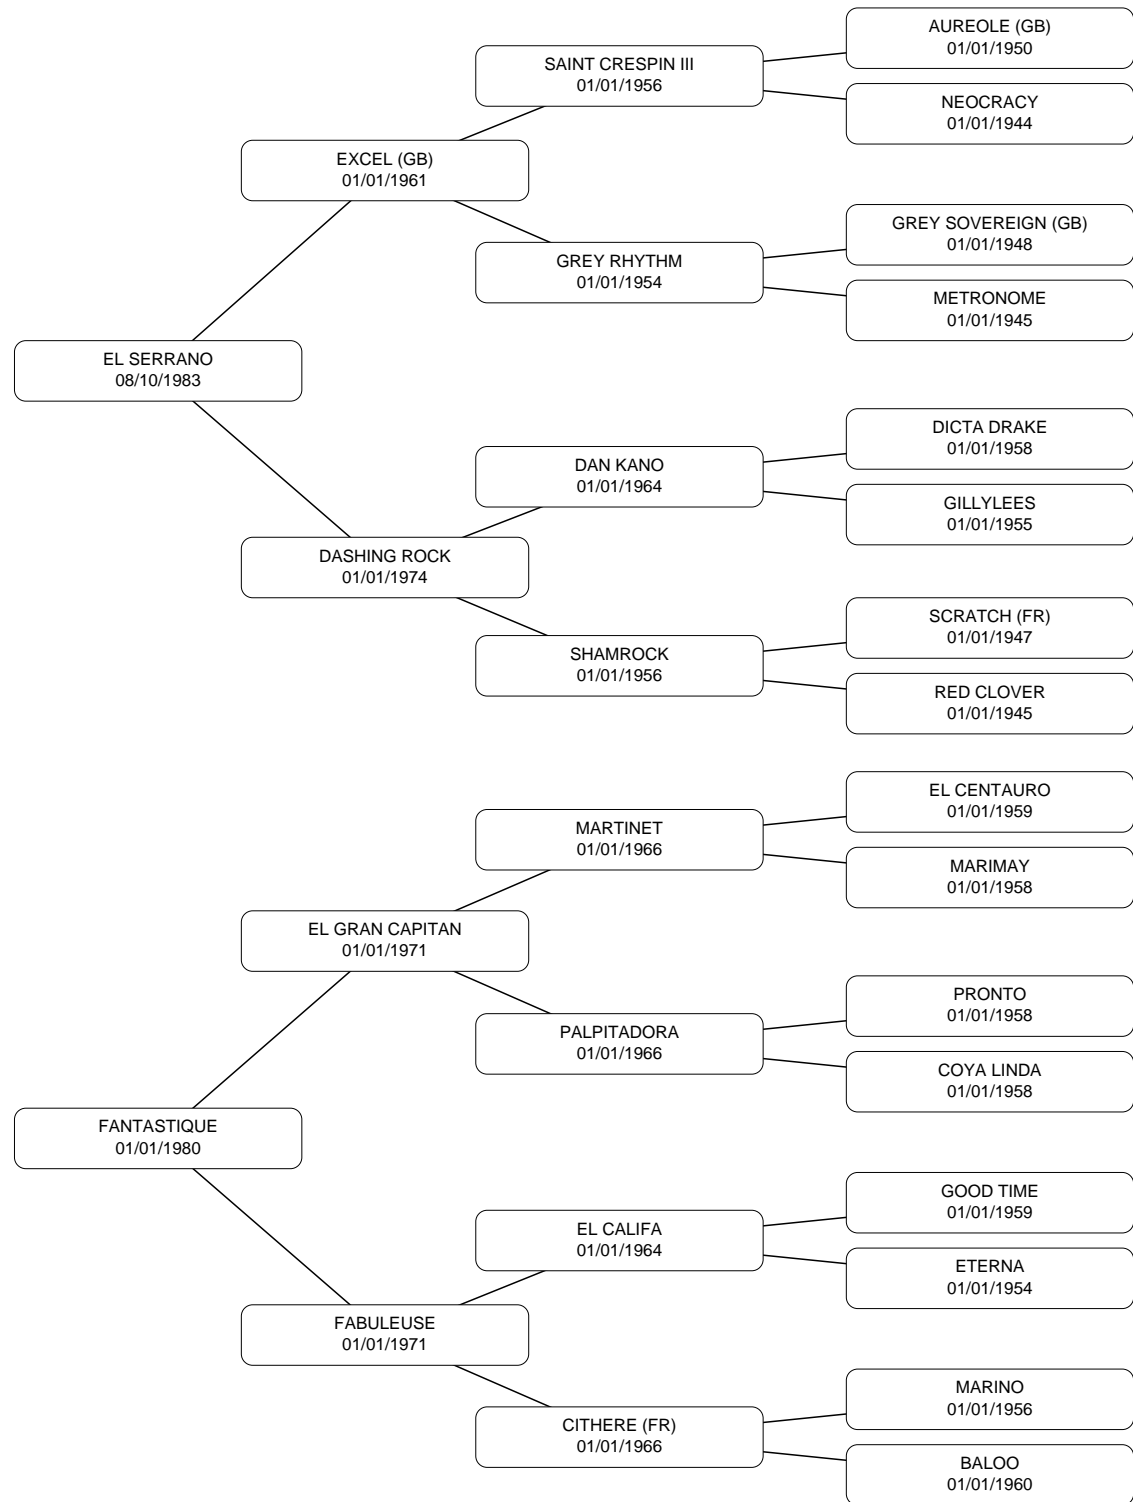 AUREOLE (GB)
01/01/1950
SAINT CRESPIN III
01/01/1956
NEOCRACY
01/01/1944
EXCEL (GB)
01/01/1961
GREY SOVEREIGN (GB)
01/01/1948
GREY RHYTHM
01/01/1954
METRONOME
01/01/1945
EL SERRANO
08/10/1983
DICTA DRAKE
01/01/1958
DAN KANO
01/01/1964
GILLYLEES
01/01/1955
DASHING ROCK
01/01/1974
SCRATCH (FR)
01/01/1947
SHAMROCK
01/01/1956
RED CLOVER
01/01/1945
EL CENTAURO
01/01/1959
MARTINET
01/01/1966
MARIMAY
01/01/1958
EL GRAN CAPITAN
01/01/1971
PRONTO
01/01/1958
PALPITADORA
01/01/1966
COYA LINDA
01/01/1958
FANTASTIQUE
01/01/1980
GOOD TIME
01/01/1959
EL CALIFA
01/01/1964
ETERNA
01/01/1954
FABULEUSE
01/01/1971
MARINO
01/01/1956
CITHERE (FR)
01/01/1966
BALOO
01/01/1960